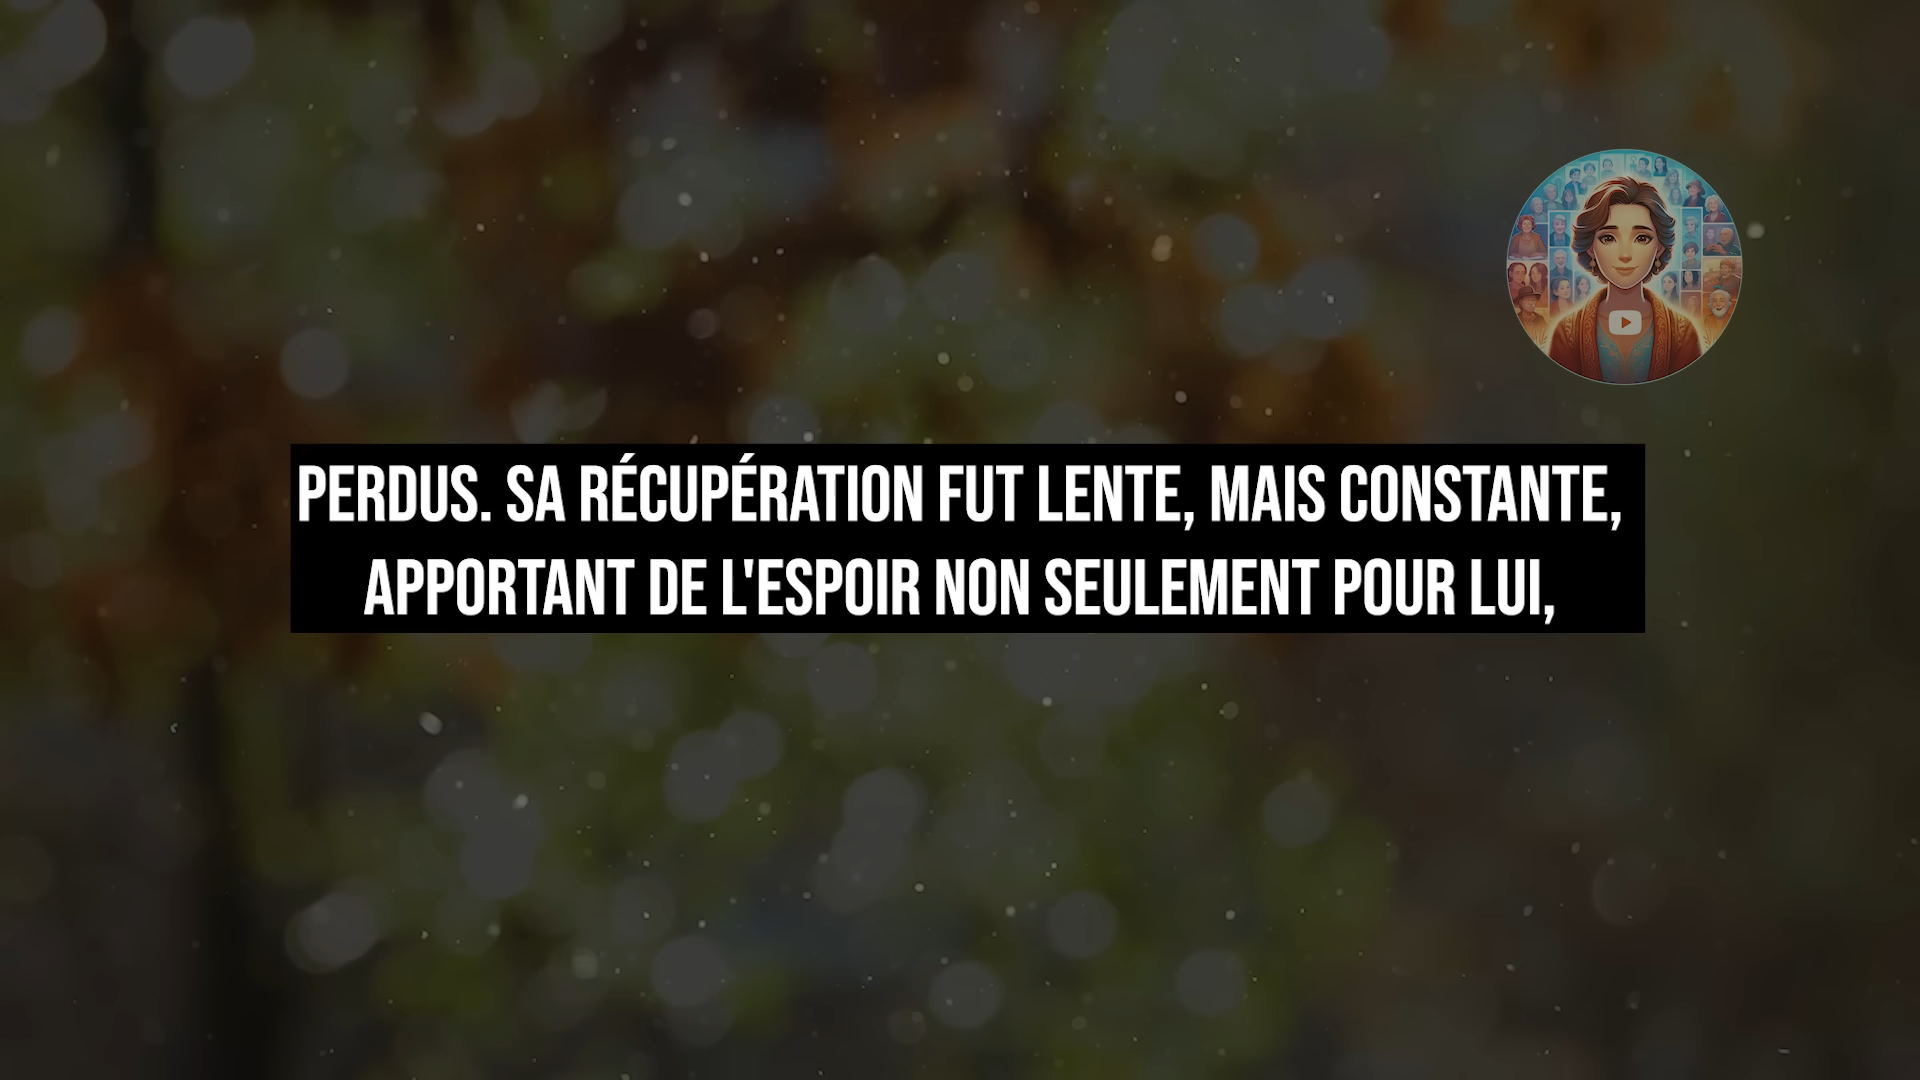 PERDUS. SA RÉCUPÉRATION FUT LENTE, MAIS CONSTANTE,
APPORTANT DE L'ESPOIR NON SEULEMENT POUR LUI,